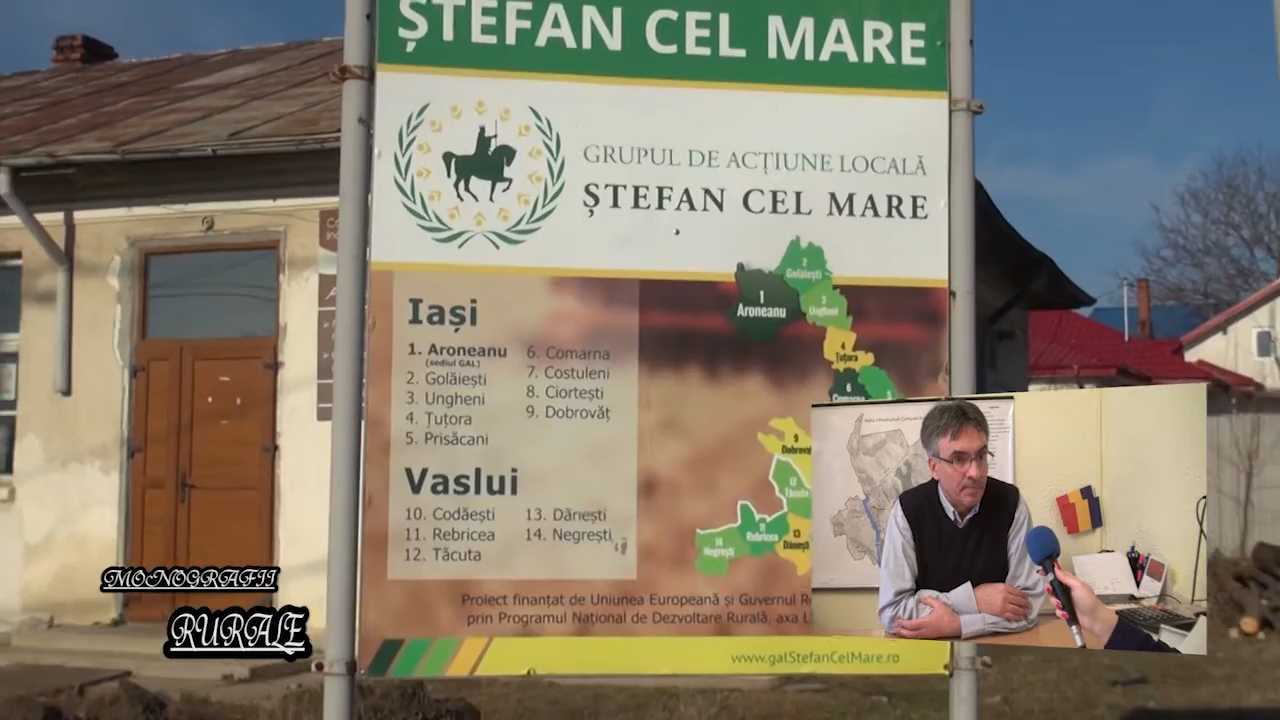 ȘTEFAN CEL MARE
GRUPUL DE ACȚIUNE LOCALĂ
ȘTEFAN CEL MARE
Iași
1. Aroneanu
(sediul GAL)
2. Golăiești
3. Ungheni
4. Țuțora
5. Prisăcani
6. Comarna
7. Costuleni
8. Ciortești
9. Dobrovăț
Vaslui
10. Codăești
11. Rebricea
12. Tăcuta
13. Dănești
14. Negrești
1
Aroneanu
2
Golăiești
3
Ungheni
4
Țuțora
6
Comarna
5
9
12
Tăcuta
11
Rebricea
13
14
Negrești
Proiect finanțat de Uniunea Europeană și Guvernul
prin Programul Național de Dezvoltare Rurală, axa
www.galStefanCelMare.ro
MONOGRAFII
RURALE